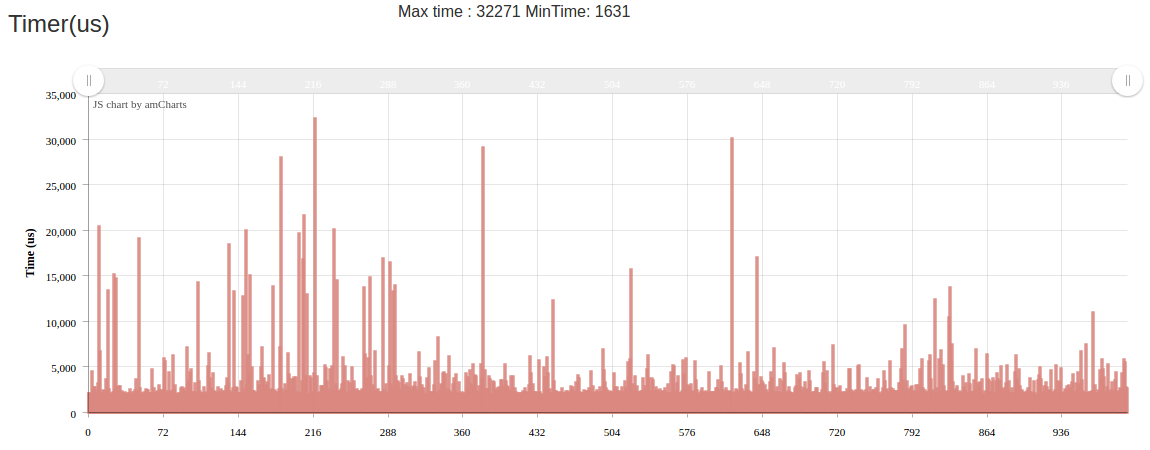 Max time : 32271 MinTime: 1631
Timer(us)
72 144 216 288 360 432 504 576 648 720 792 864 936
JS chart by amCharts
35,000
30,000
25,000
20,000
15,000
10,000
5,000
0
Time (us)
0 72 144 216 288 360 432 504 576 648 720 792 864 936